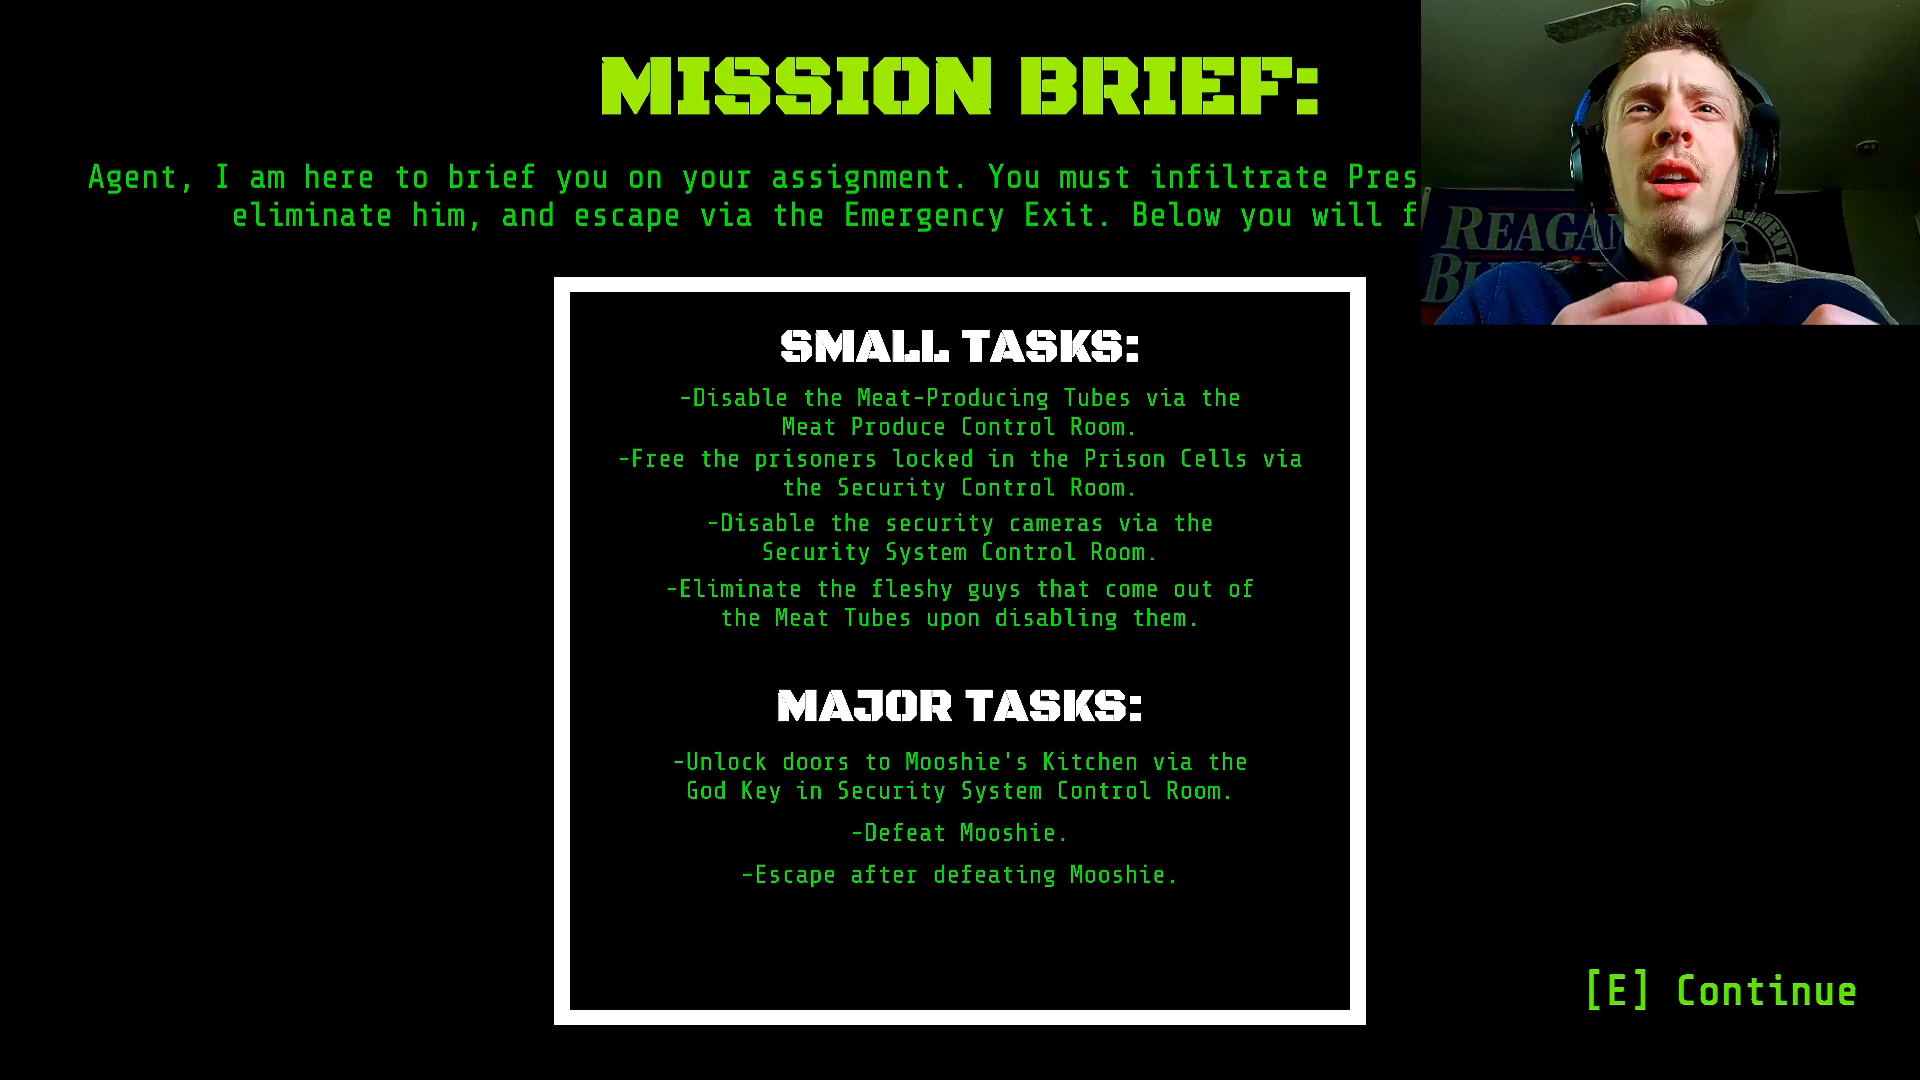 MISSION BRIEF:
Agent, I am here to brief you on your assignment. You must infiltrate Pres
eliminate him, and escape via the Emergency Exit. Below you will f
REAGAN
SMALL TASKS:
-Disable the Meat-Producing Tubes via the
Meat Produce Control Room.
-Free the prisoners locked in the Prison Cells via
the Security Control Room.
-Disable the security cameras via the
Security System Control Room.
-Eliminate the fleshy guys that come out of
the Meat Tubes upon disabling them.
MAJOR TASKS:
-Unlock doors to Mooshie's Kitchen via the
God Key in Security System Control Room.
-Defeat Mooshie.
-Escape after defeating Mooshie.
[E] Continue